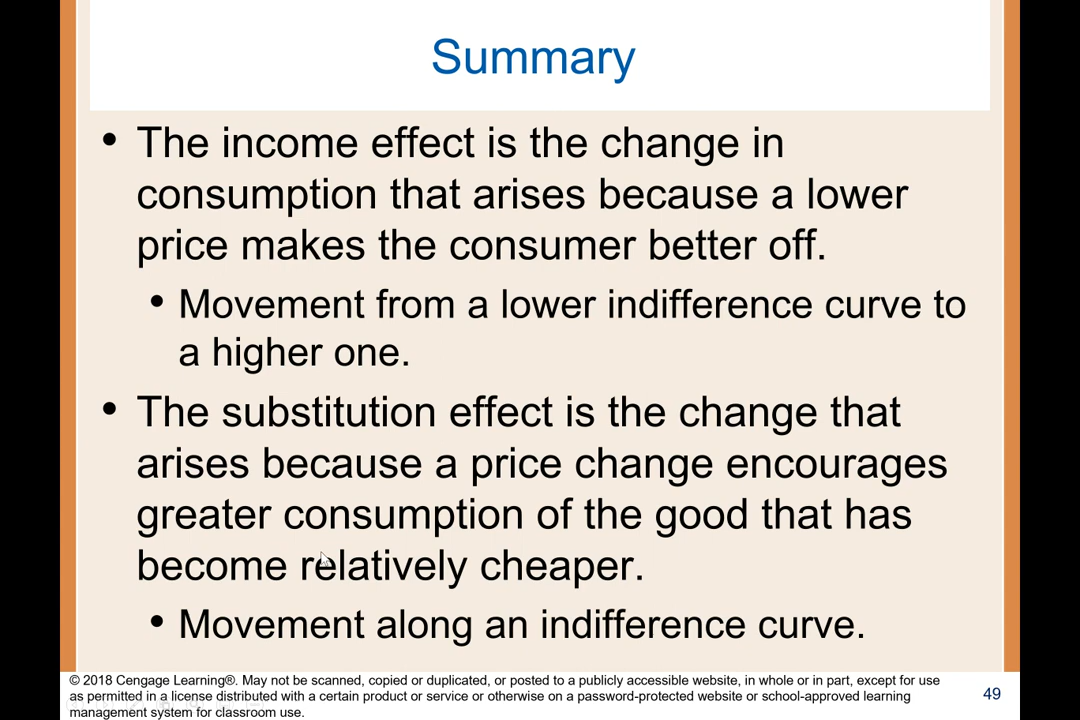 Summary
• The income effect is the change in
consumption that arises because a lower
price makes the consumer better off.
• Movement from a lower indifference curve to
a higher one.
• The substitution effect is the change that
arises because a price change encourages
greater consumption of the good that has
become relatively cheaper.
• Movement along an indifference curve.
© 2018 Cengage Learning®. May not be scanned, copied or duplicated, or posted to a publicly accessible website, in whole or in part, except for use
as permitted in a license distributed with a certain product or service or otherwise on a password-protected website or school-approved learning
management system for classroom use.
49